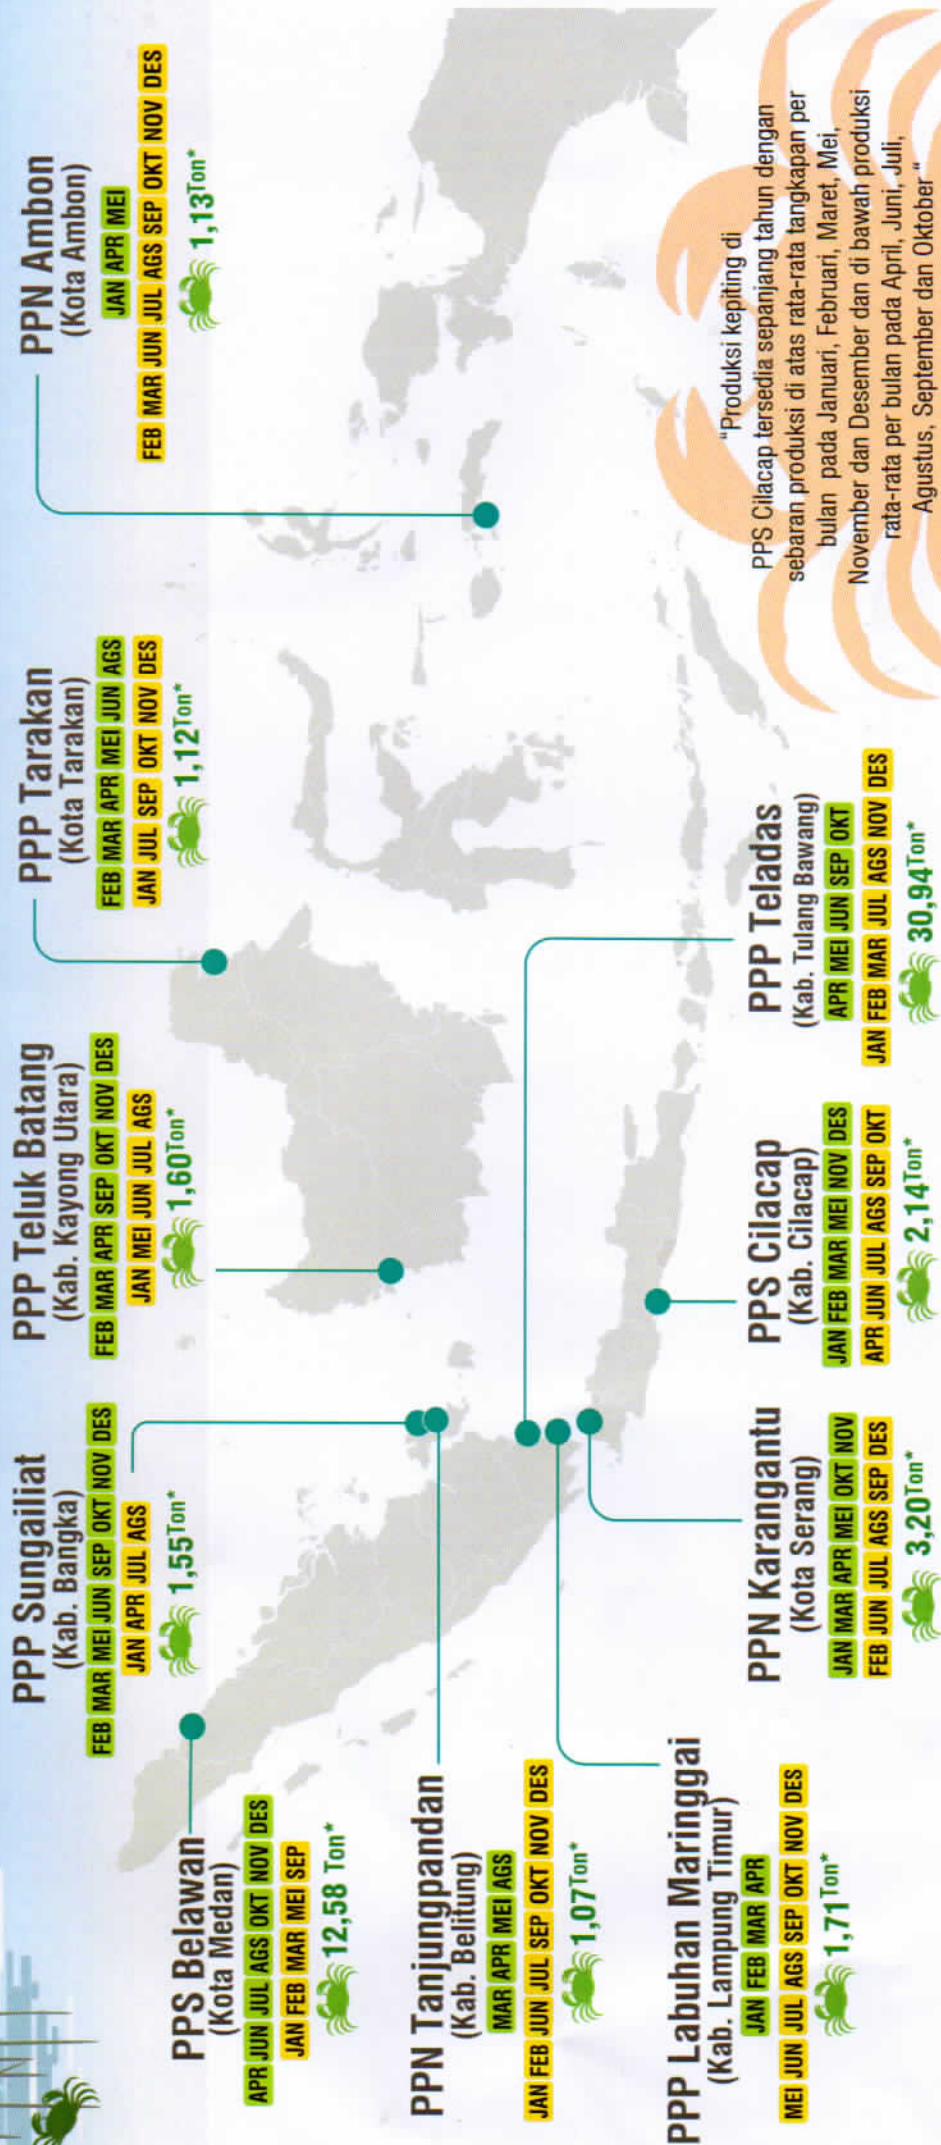 PPS Belawan
(Kota Medan)
APR JUN JUL AGS OKT NOV DES
JAN FEB MAR MEI SEP
12,58 Ton*
PPP Sungailiat
(Kab. Bangka)
FEB MAR MEI JUN SEP OKT NOV DES
JAN APR JUL AGS
1,55Ton*
PPP Teluk Batang
(Kab. Kayong Utara)
FEB MAR APR SEP OKT NOV DES
JAN MEI JUN JUL AGS
1,60Ton*
PPP Tarakan
(Kota Tarakan)
FEB MAR APR MEI JUN AGS
JAN JUL SEP OKT NOV DES
1,12Ton*
PPN Ambon
(Kota Ambon)
JAN APR MEI
FEB MAR JUN JUL AGS SEP OKT NOV DES
1,13Ton*
PPN Tanjungpandan
(Kab. Belitung)
MAR APR MEI AGS
JAN FEB JUN JUL SEP OKT NOV DES
1,07Ton*
PPP Labuhan Maringgai
(Kab. Lampung Timur)
JAN FEB MAR APR
MEI JUN JUL AGS SEP OKT NOV DES
1,71Ton*
PPN Karangantu
(Kota Serang)
JAN MAR APR MEI OKT NOV
FEB JUN JUL AGS SEP DES
3,20Ton*
PPS Cilacap
(Kab. Cilacap)
JAN FEB MAR MEI NOV DES
APR JUN JUL AGS SEP OKT
2,14Ton*
PPP Teladas
(Kab. Tulang Bawang)
APR MEI JUN SEP OKT
JAN FEB MAR JUL AGS NOV DES
30,94Ton*
"Produksi kepiting di
PPS Cilacap tersedia sepanjang tahun dengan
sebaran produksi di atas rata-rata tangkapan per
bulan pada Januari, Februari, Maret, Mei,
November dan Desember dan di bawah produksi
rata-rata per bulan pada April, Juni, Juli,
Agustus, September dan Oktober "